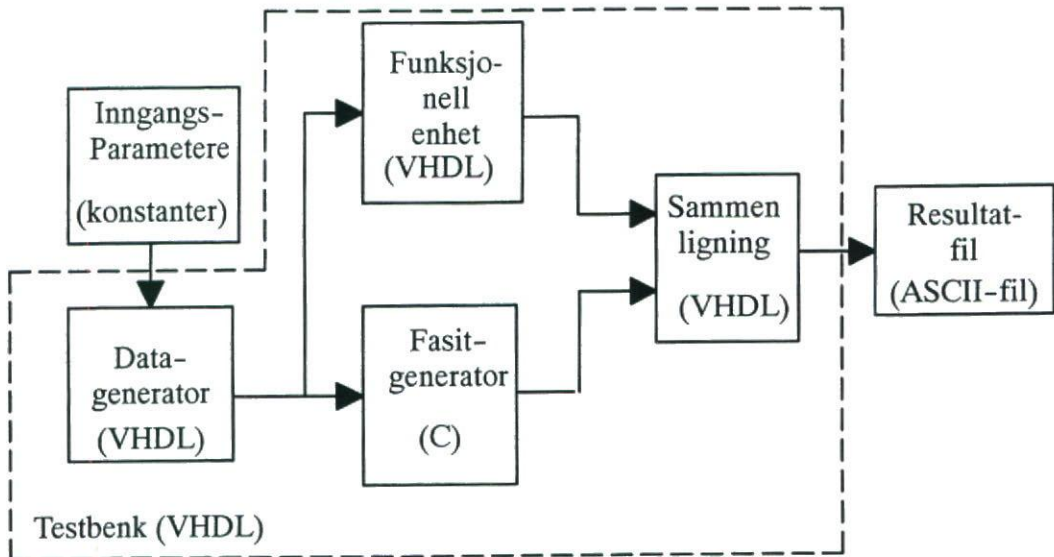 Inngangs-
Parametere
(konstanter)
Data-
generator
(VHDL)
Funksjo-
nell
enhet
(VHDL)
Fasit-
generator
(C)
Sammen
ligning
(VHDL)
Resultat-
fil
(ASCII-fil)
Testbenk (VHDL)